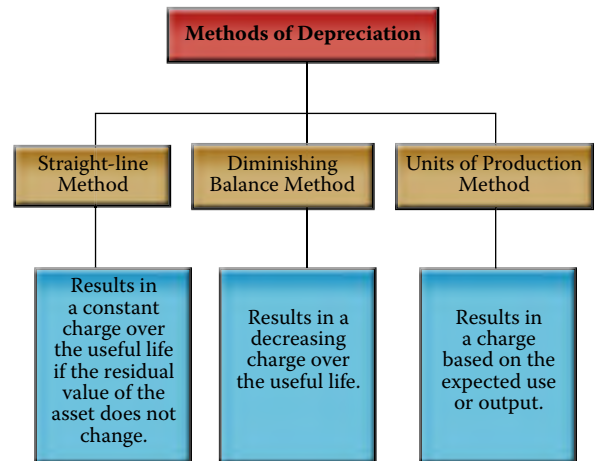 Methods of Depreciation
Straight-line
Method
Diminishing
Balance Method
Units of Production
Method
Results in
a constant
charge over
the useful life
if the residual
value of the
asset does not
change.
Results in a
decreasing
charge over
the useful life.
Results in
a charge
based on the
expected use
or output.